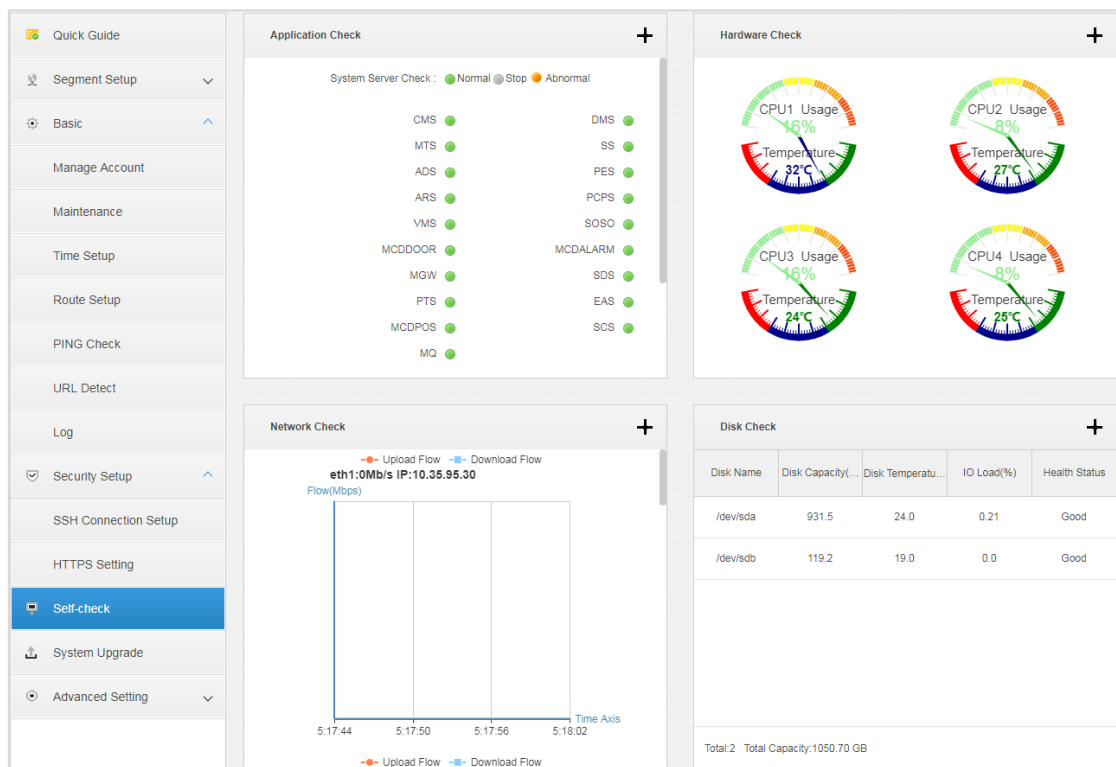 Quick Guide
Segment Setup
Basic
Manage Account
Maintenance
Time Setup
Route Setup
PING Check
URL Detect
Log
Security Setup
SSH Connection Setup
HTTPS Setting
Self-check
System Upgrade
Advanced Setting
Application Check
System Server Check : Normal Stop Abnormal
CMS DMS
MTS SS
ADS PES
ARS PCPS
VMS SOSO
MCDDOOR MCDALARM
MGW SDS
PTS EAS
MCDPOS SCS
MQ
Hardware Check
CPU1 Usage
16%
Temperature
32℃
CPU2 Usage
8%
Temperature
27℃
CPU3 Usage
16%
Temperature
24℃
CPU4 Usage
8%
Temperature
25℃
Network Check
Upload Flow Download Flow
eth1:0Mb/s IP:10.35.95.30
Flow(Mbps)
Time Axis
5:17:44 5:17:50 5:17:56 5:18:02
Upload Flow Download Flow
Disk Check
Disk Name Disk Capacity(... Disk Temperatu... IO Load(%) Health Status
/dev/sda 931.5 24.0 0.21 Good
/dev/sdb 119.2 19.0 0.0 Good
Total:2 Total Capacity:1050.70 GB